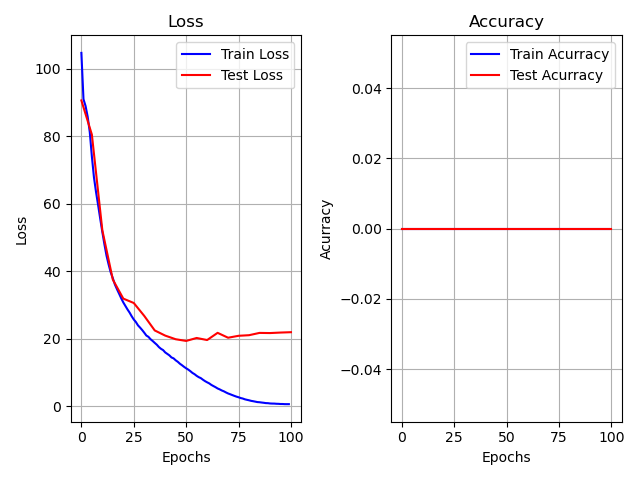 Loss
Train Loss
Test Loss
100
80
60
40
20
0
Loss
0 25 50 75 100
Epochs
Accuracy
Train Acurracy
Test Acurracy
0.04
0.02
0.00
−0.02
−0.04
Acurracy
0 25 50 75 100
Epochs